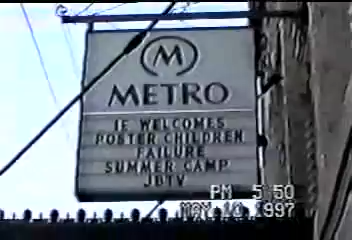 M
METRO
IE WELCOMES
POSTER CHILDREN
FAILURE
SUMMER CAMP
JBTV
PM 5:50
MAY 10 1997